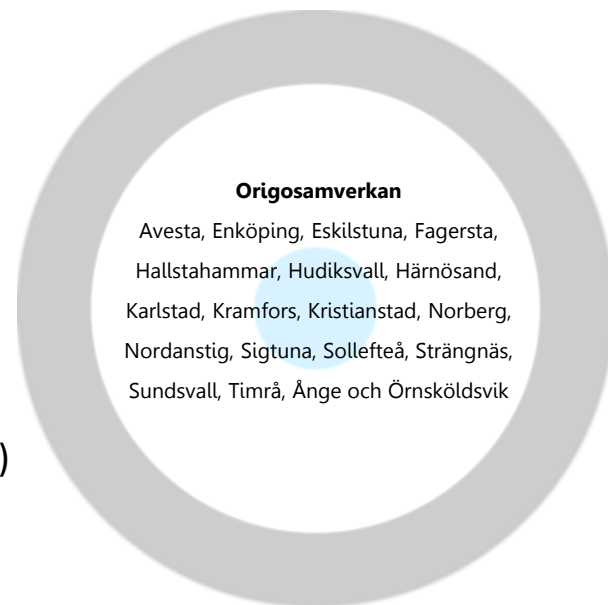 Origosamverkan
Avesta, Enköping, Eskilstuna, Fagersta,
Hallstahammar, Hudiksvall, Härnösand,
Karlstad, Kramfors, Kristianstad, Norberg,
Nordanstig, Sigtuna, Sollefteå, Strängnäs,
Sundsvall, Timrå, Ånge och Örnsköldsvik
)